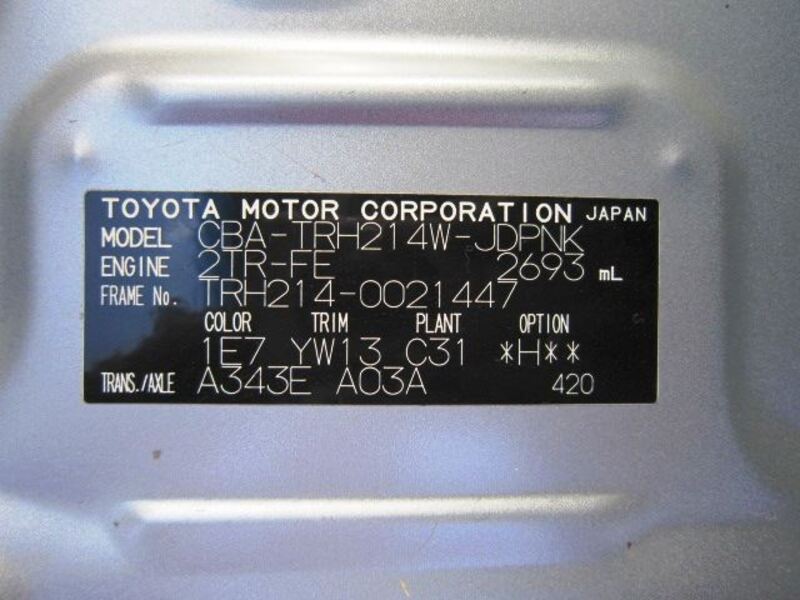 TOYOTA MOTOR CORPORATION JAPAN
MODEL CBA-TRH214W-JDPNK
ENGINE 2TR-FE 2693 mL
FRAME No. TRH214-0021447
COLOR TRIM PLANT OPTION
1E7 YW13 C31 *H**
TRANS./AXLE A343E A03A 420